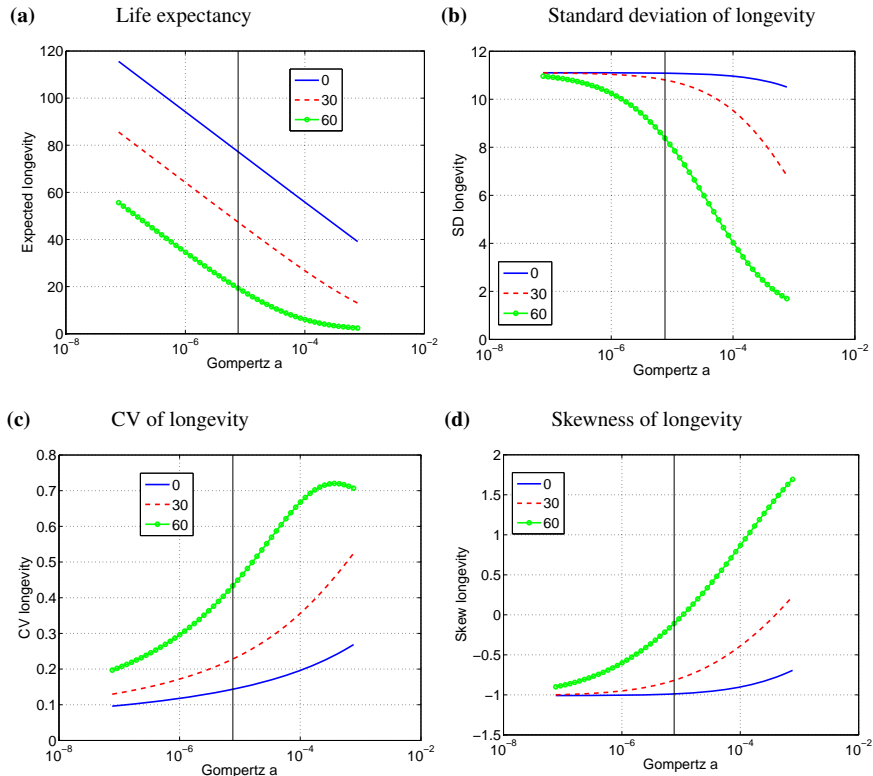 (a) Life expectancy
120
100
80
60
40
20
0
Expected longevity
0
30
60
10⁻⁸ 10⁻⁶ 10⁻⁴ 10⁻²
Gompertz a
(b) Standard deviation of longevity
12
10
8
6
4
2
0
SD longevity
0
30
60
10⁻⁸ 10⁻⁶ 10⁻⁴ 10⁻²
Gompertz a
(c) CV of longevity
0.8
0.7
0.6
0.5
0.4
0.3
0.2
0.1
0
CV longevity
0
30
60
10⁻⁸ 10⁻⁶ 10⁻⁴ 10⁻²
Gompertz a
(d) Skewness of longevity
2
1.5
1
0.5
0
−0.5
−1
−1.5
Skew longevity
0
30
60
10⁻⁸ 10⁻⁶ 10⁻⁴ 10⁻²
Gompertz a